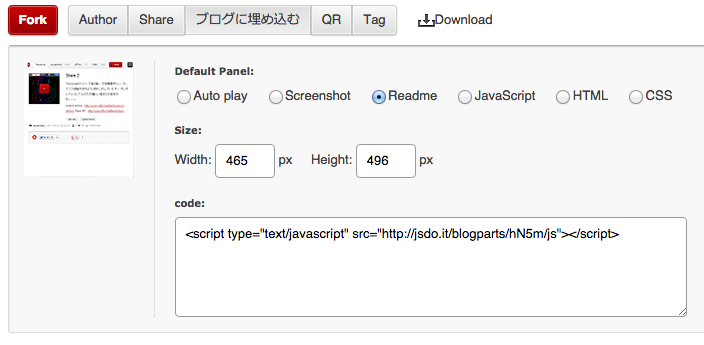 Fork Author Share ブログに埋め込む QR Tag Download
Default Panel:
Auto play Screenshot Readme JavaScript HTML CSS
Size:
Width: 465 px Height: 496 px
code:
<script type="text/javascript" src="http://jsdo.it/blogparts/hN5m/js"></script>